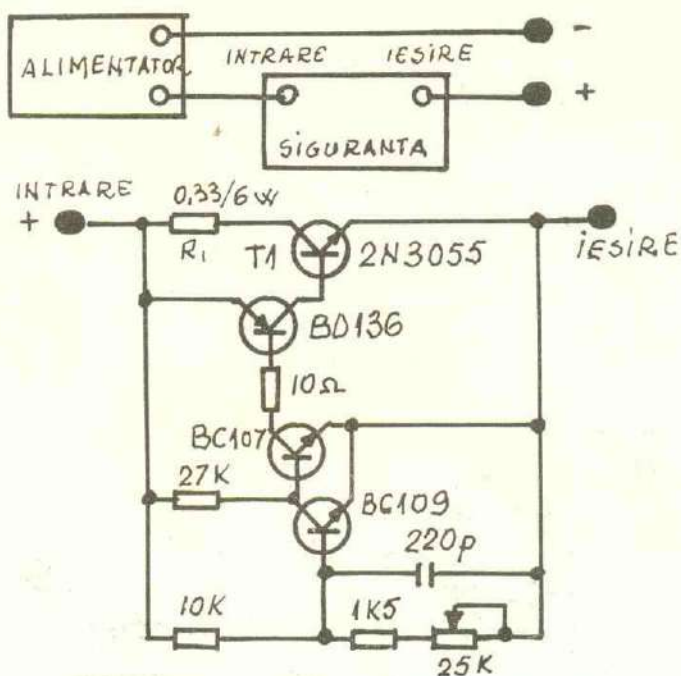 -
ALIMENTATOR
INTRARE
IESIRE
+
SIGURANTA
INTRARE
+
0,33/6W
R1
T1
2N3055
IESIRE
BD136
10Ω
BC107
27K
BC109
220p
10K
1K5
25K